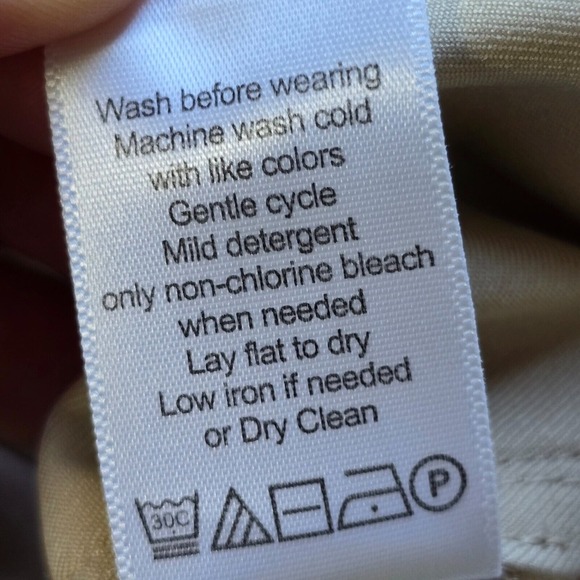 Wash before wearing
Machine wash cold
with like colors
Gentle cycle
Mild detergent
only non-chlorine bleach
when needed
Lay flat to dry
Low iron if needed
or Dry Clean
30C P